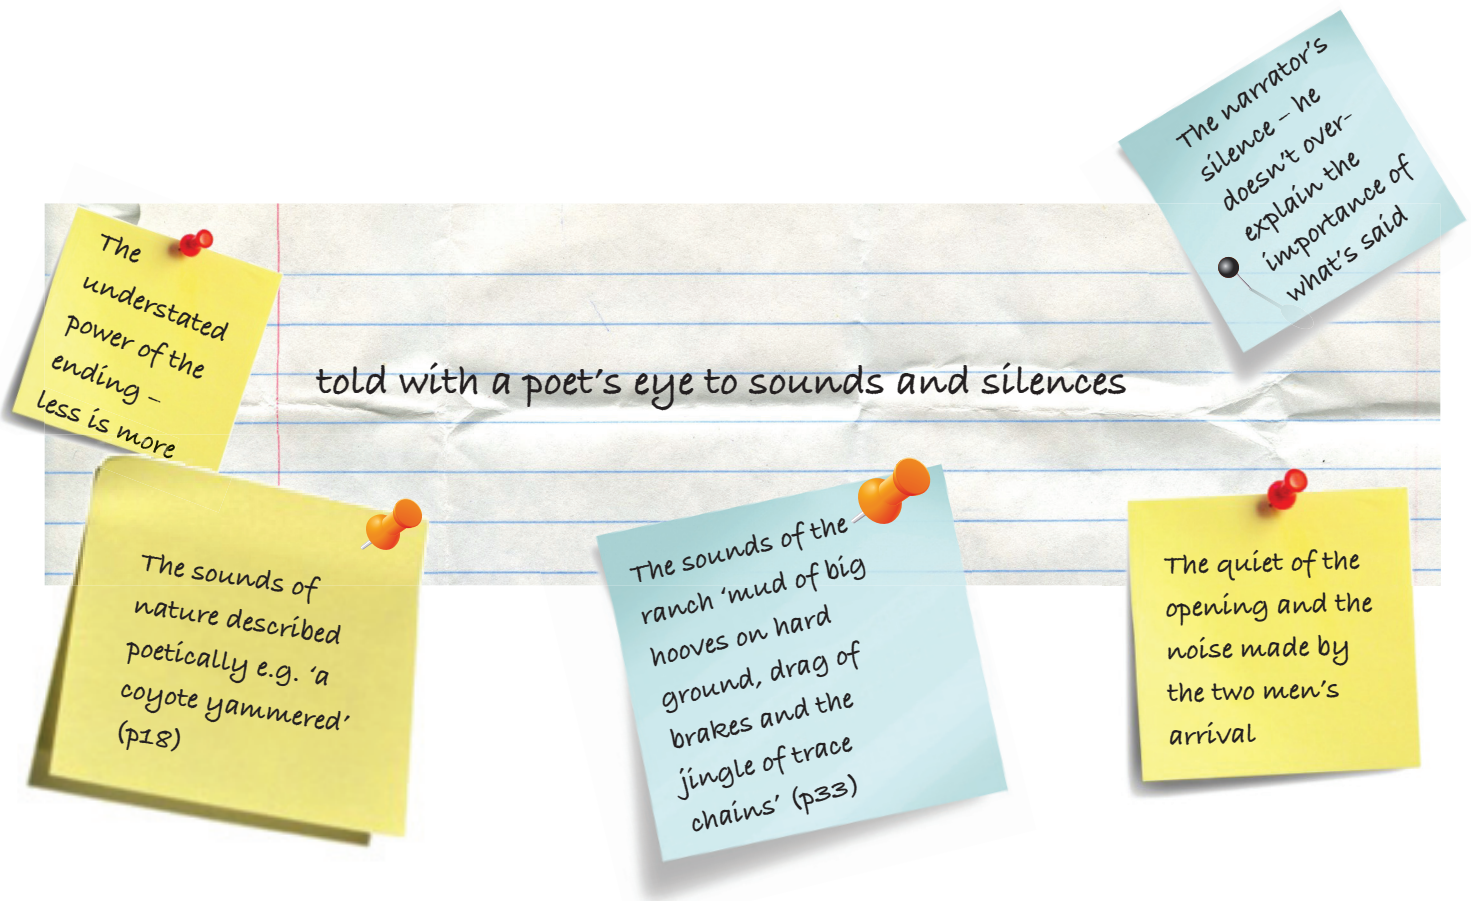 The narrator's
silence – he
doesn't over-
explain the
importance of
what's said
The
understated
power of the
ending –
less is more
told with a poet's eye to sounds and silences
The sounds of
nature described
poetically e.g. 'a
coyote yammered'
(p18)
The sounds of the
ranch 'mud of big
hooves on hard
ground, drag of
brakes and the
jingle of trace
chains' (p33)
The quiet of the
opening and the
noise made by
the two men's
arrival